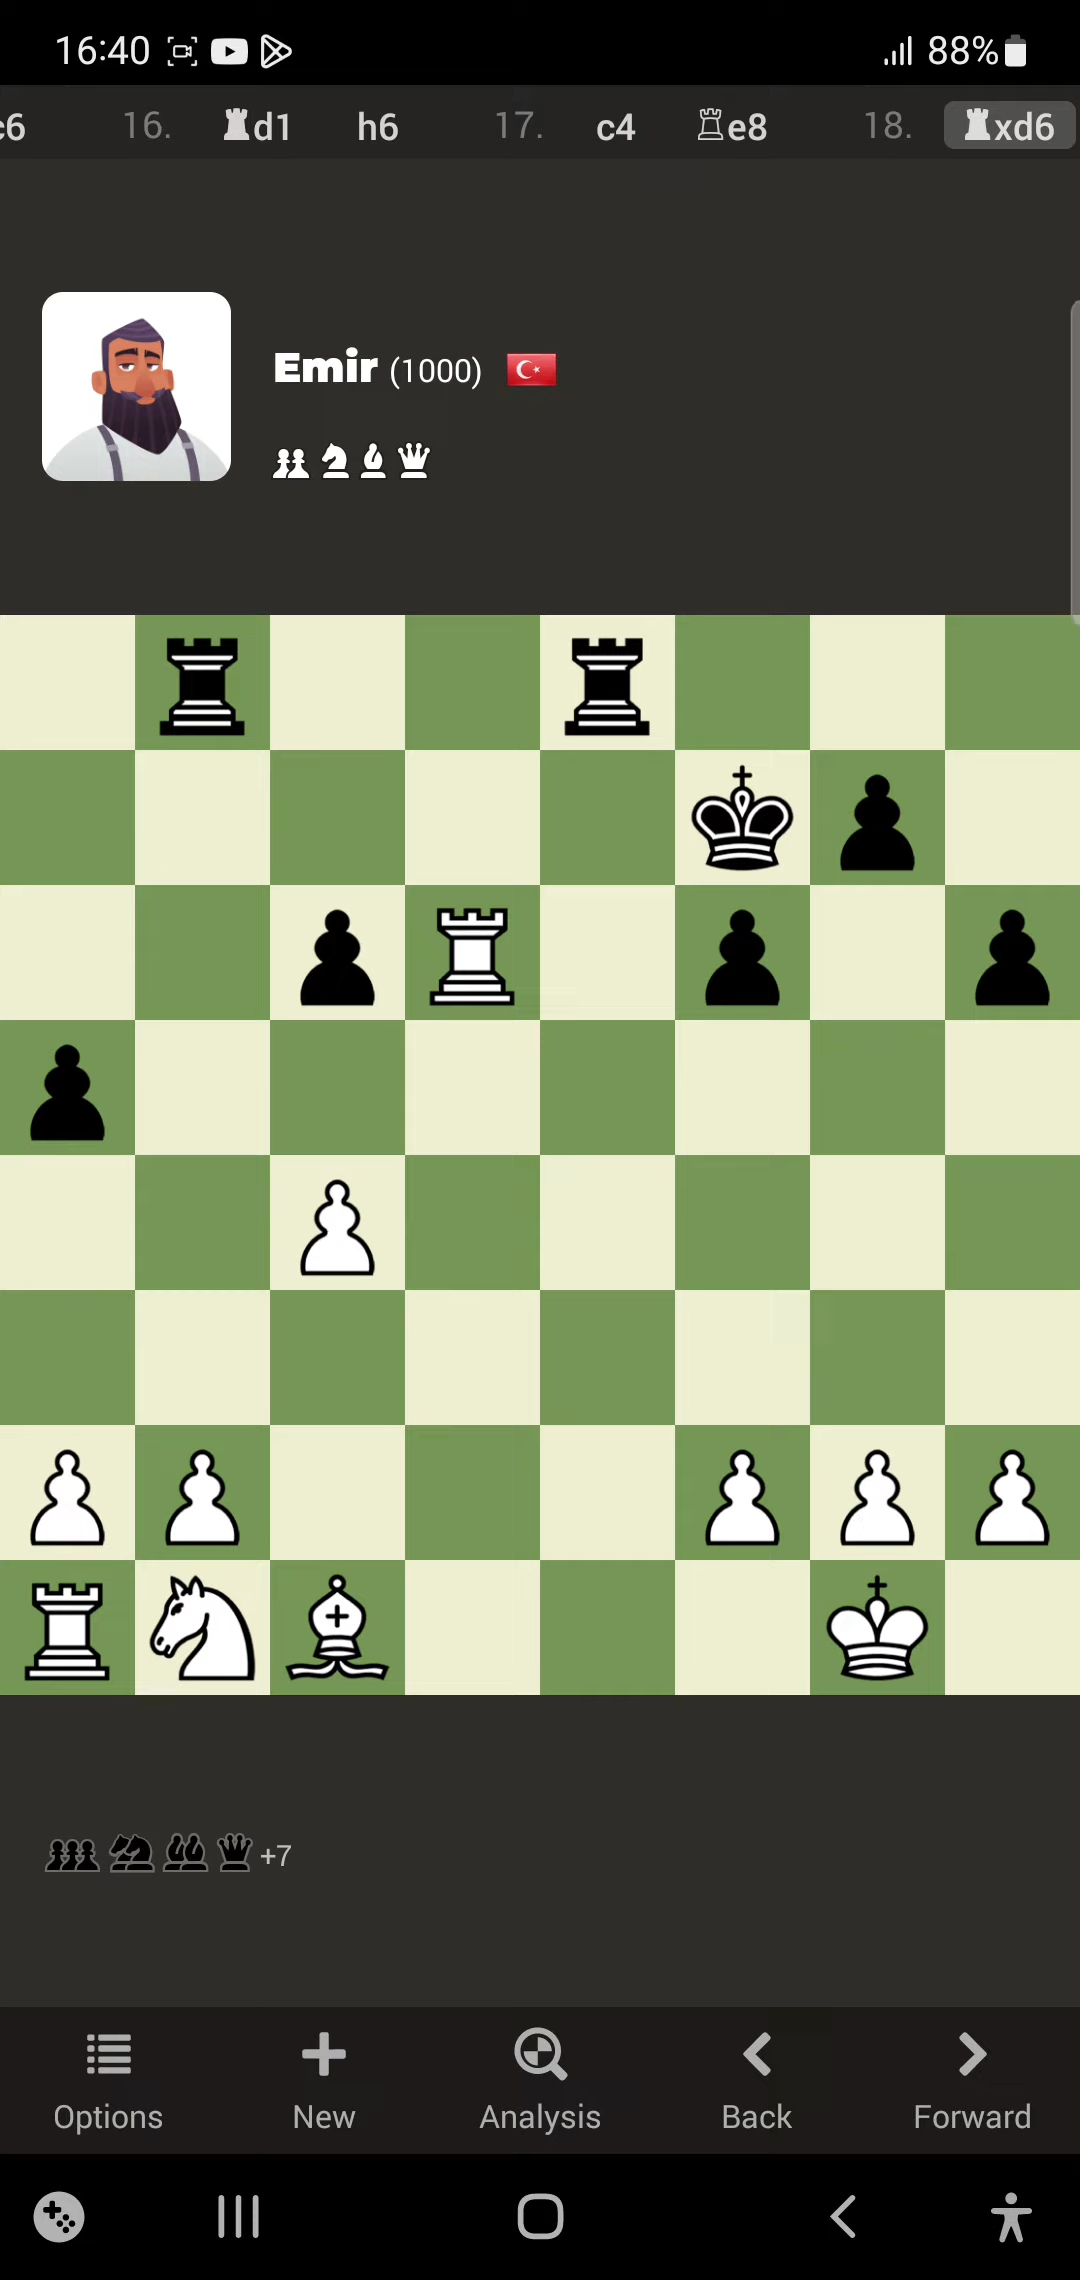 16:40 88%
c6 16. d1 h6 17. c4 e8 18. xd6
Emir (1000)
+7
Options New Analysis Back Forward